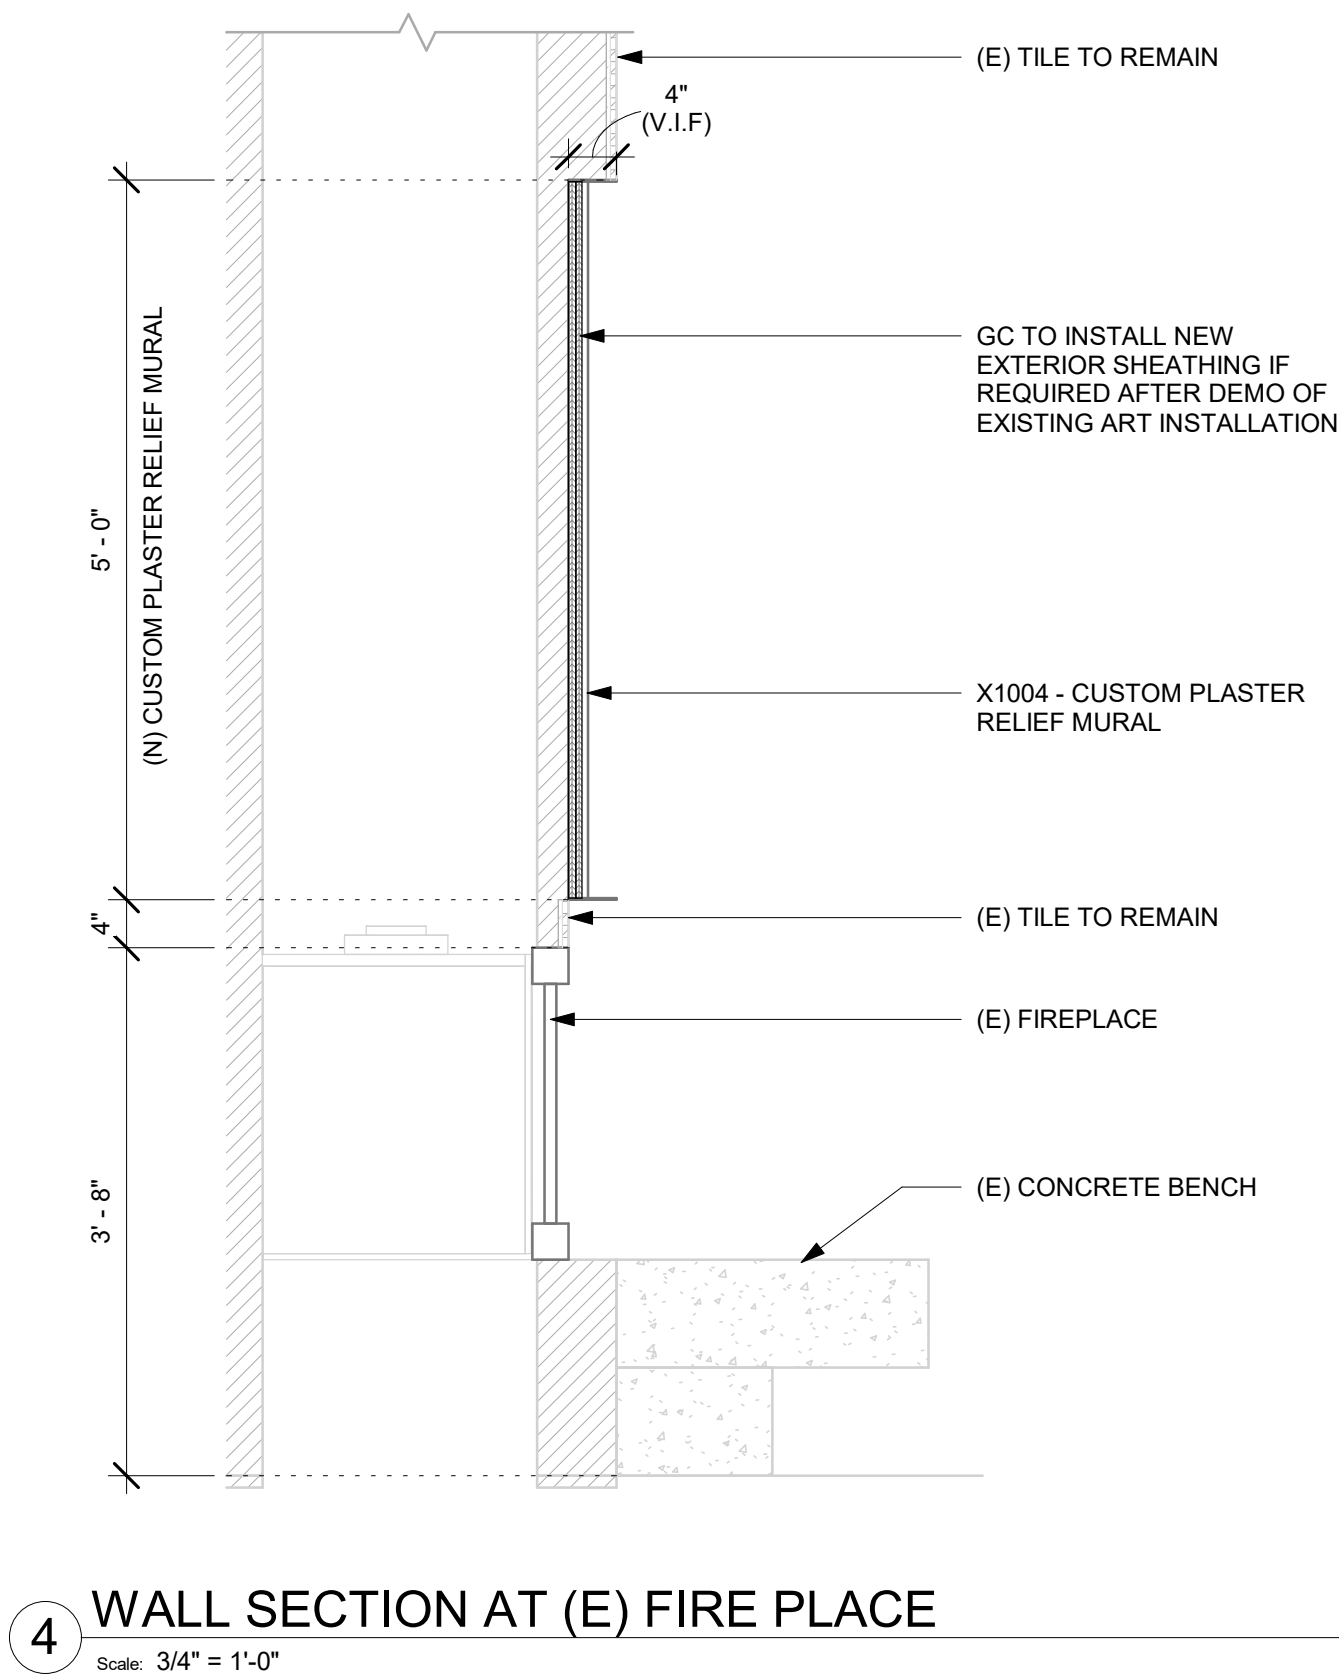 (E) TILE TO REMAIN
4"
(V.I.F)
GC TO INSTALL NEW
EXTERIOR SHEATHING IF
REQUIRED AFTER DEMO OF
EXISTING ART INSTALLATION
5' - 0"
(N) CUSTOM PLASTER RELIEF MURAL
X1004 - CUSTOM PLASTER
RELIEF MURAL
4"
(E) TILE TO REMAIN
(E) FIREPLACE
3' - 8"
(E) CONCRETE BENCH
4
WALL SECTION AT (E) FIRE PLACE
Scale: 3/4" = 1'-0"